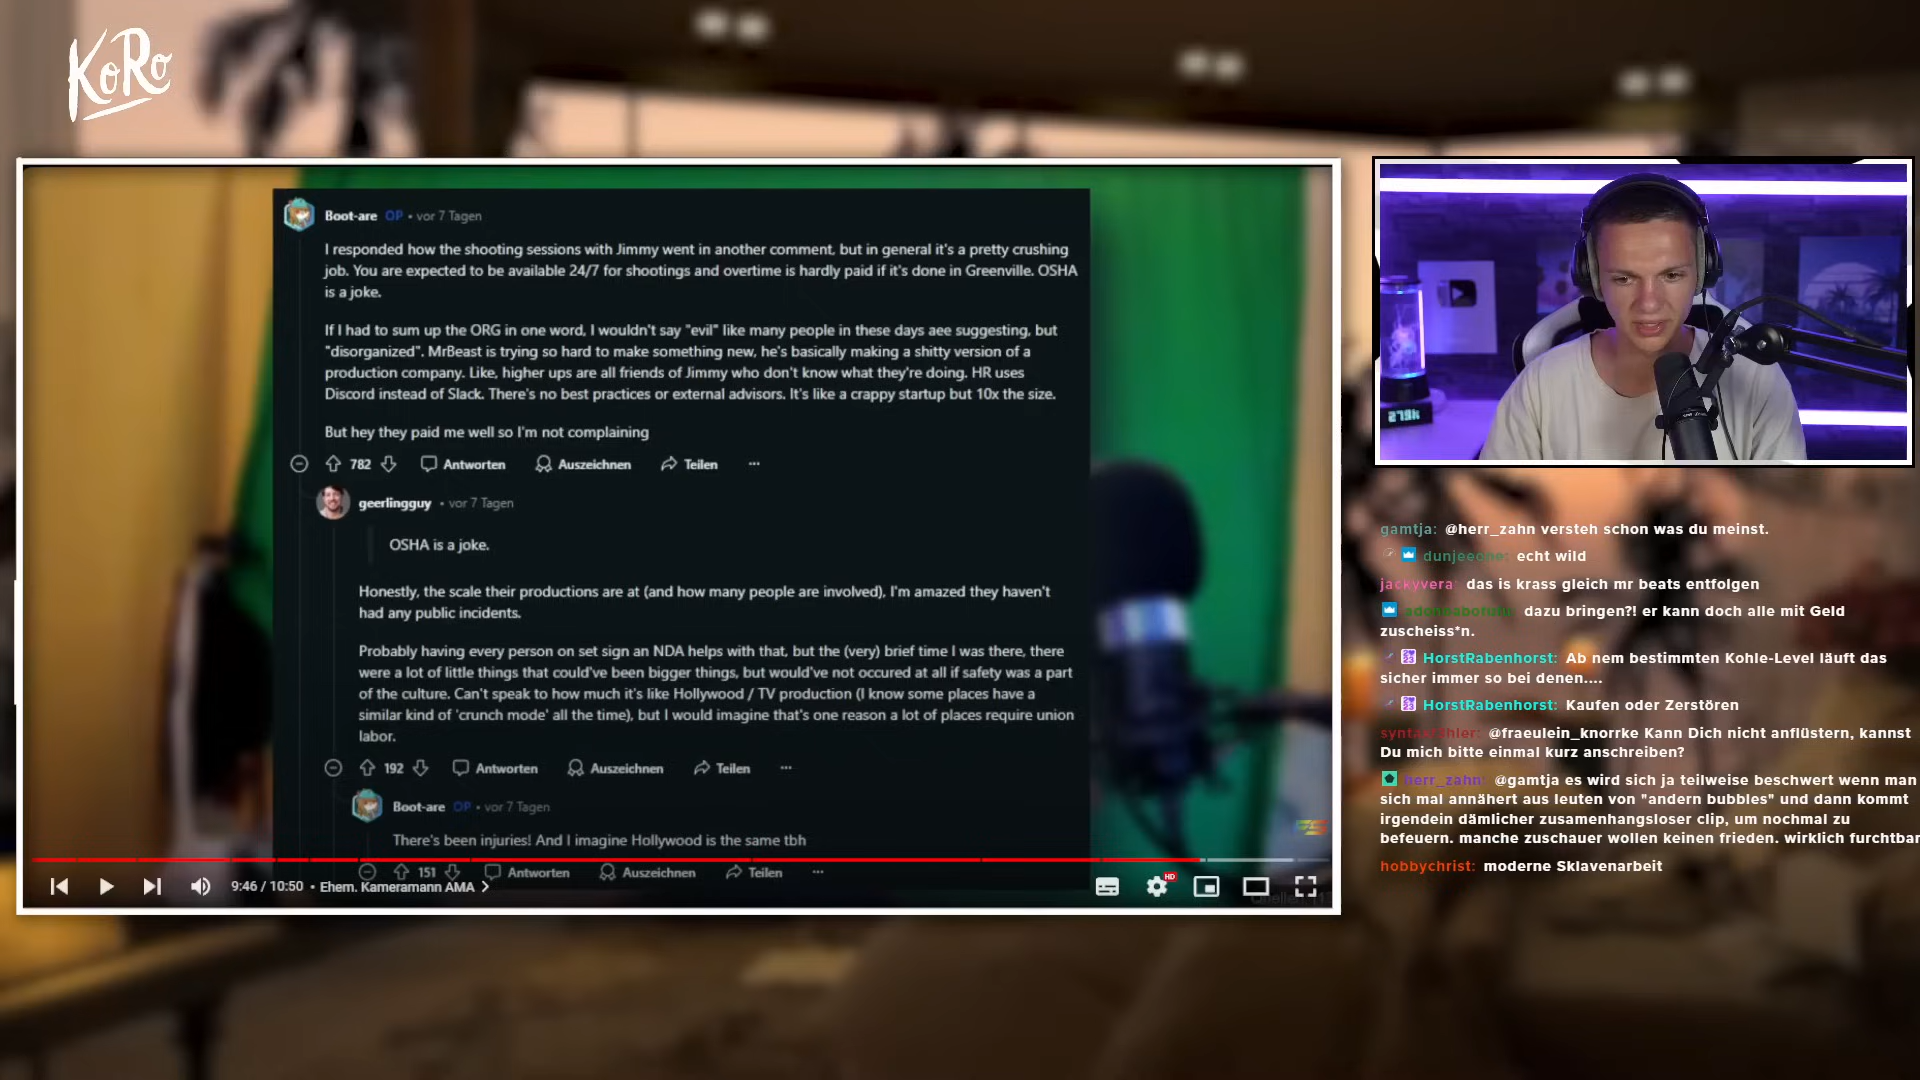 KoRo
Boot-are OP • vor 7 Tagen
I responded how the shooting sessions with Jimmy went in another comment, but in general it's a pretty crushing
job. You are expected to be available 24/7 for shootings and overtime is hardly paid if it's done in Greenville. OSHA
is a joke.
If I had to sum up the ORG in one word, I wouldn't say "evil" like many people in these days aee suggesting, but
"disorganized". MrBeast is trying so hard to make something new, he's basically making a shitty version of a
production company. Like, higher ups are all friends of Jimmy who don't know what they're doing. HR uses
Discord instead of Slack. There's no best practices or external advisors. It's like a crappy startup but 10x the size.
But hey they paid me well so I'm not complaining
782 Antworten Auszeichnen Teilen ...
geerlingguy • vor 7 Tagen
OSHA is a joke.
Honestly, the scale their productions are at (and how many people are involved), I'm amazed they haven't
had any public incidents.
Probably having every person on set sign an NDA helps with that, but the (very) brief time I was there, there
were a lot of little things that could've been bigger things, but would've not occured at all if safety was a part
of the culture. Can't speak to how much it's like Hollywood / TV production (I know some places have a
similar kind of 'crunch mode' all the time), but I would imagine that's one reason a lot of places require union
labor.
192 Antworten Auszeichnen Teilen ...
Boot-are OP • vor 7 Tagen
There's been injuries! And I imagine Hollywood is the same tbh
151 Antworten Auszeichnen Teilen ...
9:46 / 10:50 • Ehem. Kameramann AMA
HD
279k
gamtja: @herr_zahn versteh schon was du meinst.
dunjeeone: echt wild
jackyvera: das is krass gleich mr beats entfolgen
dazu bringen?! er kann doch alle mit Geld
zuscheiss*n.
HorstRabenhorst: Ab nem bestimmten Kohle-Level läuft das
sicher immer so bei denen....
HorstRabenhorst: Kaufen oder Zerstören
@fraeulein_knorrke Kann Dich nicht anflüstern, kannst
Du mich bitte einmal kurz anschreiben?
herr_zahn: @gamtja es wird sich ja teilweise beschwert wenn man
sich mal annähert aus leuten von "andern bubbles" und dann kommt
irgendein dämlicher zusammenhangsloser clip, um nochmal zu
befeuern. manche zuschauer wollen keinen frieden. wirklich furchtbar
hobbychrist: moderne Sklavenarbeit